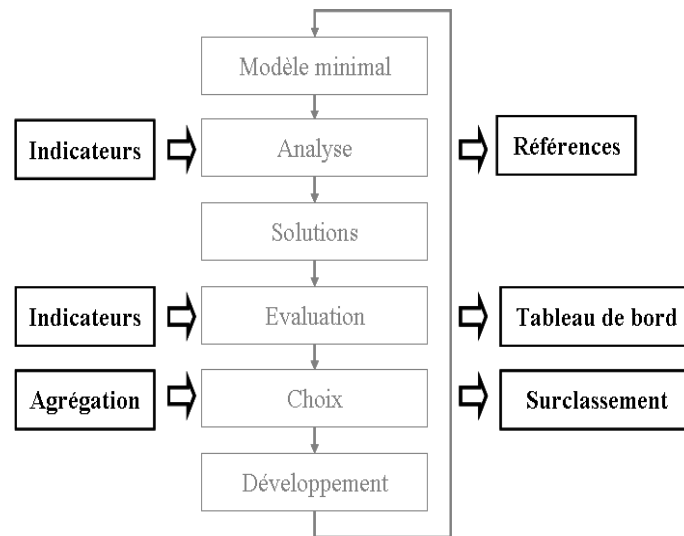 Modèle minimal
Indicateurs
Analyse
Références
Solutions
Indicateurs
Evaluation
Tableau de bord
Agrégation
Choix
Surclassement
Développement